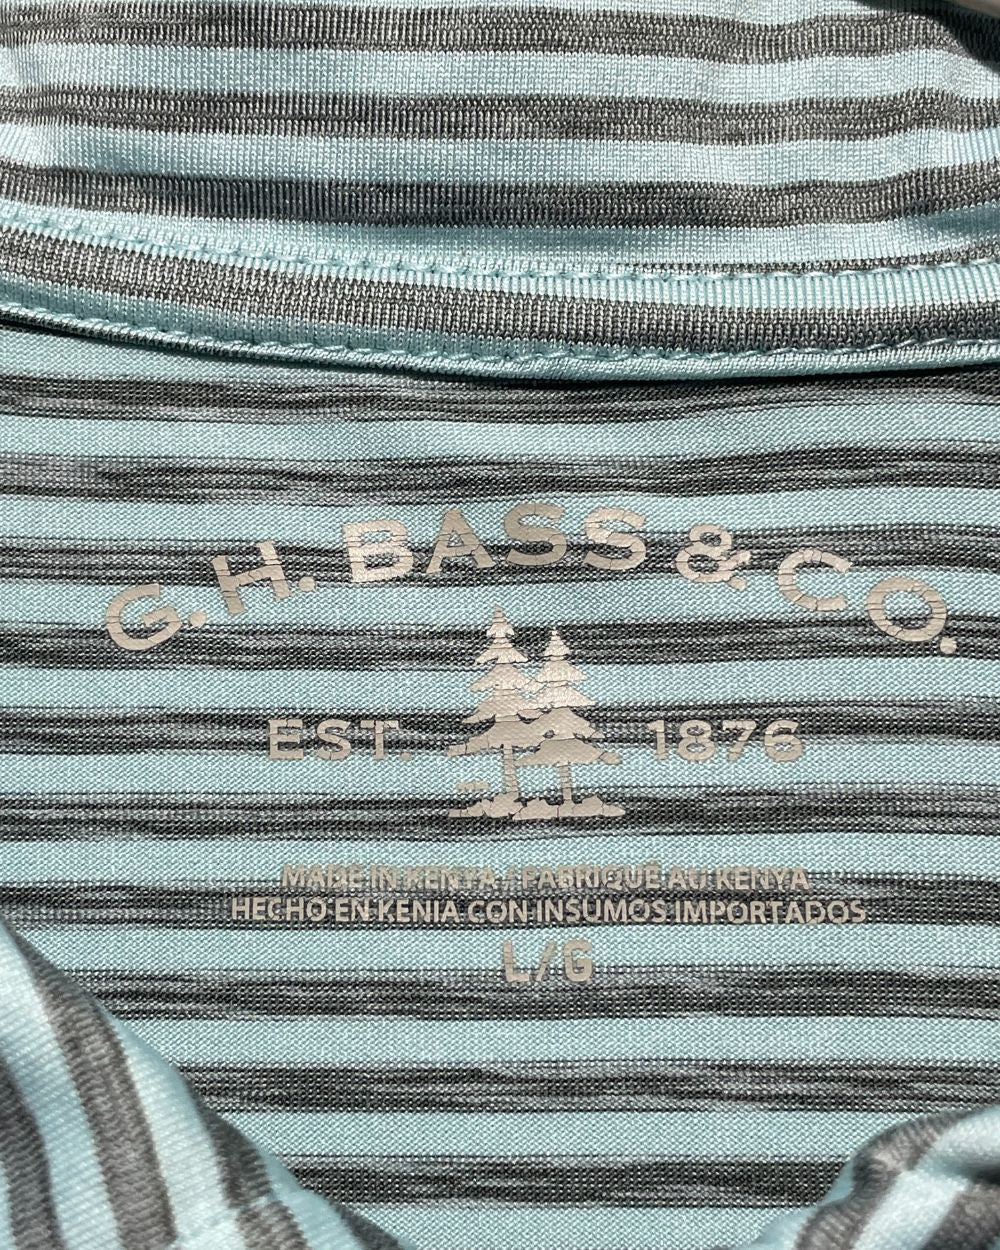 G.H. BASS & CO.
EST. 1876
MADE IN KENYA / FABRIQUÉ AU KENYA
HECHO EN KENIA CON INSUMOS IMPORTADOS
L/G